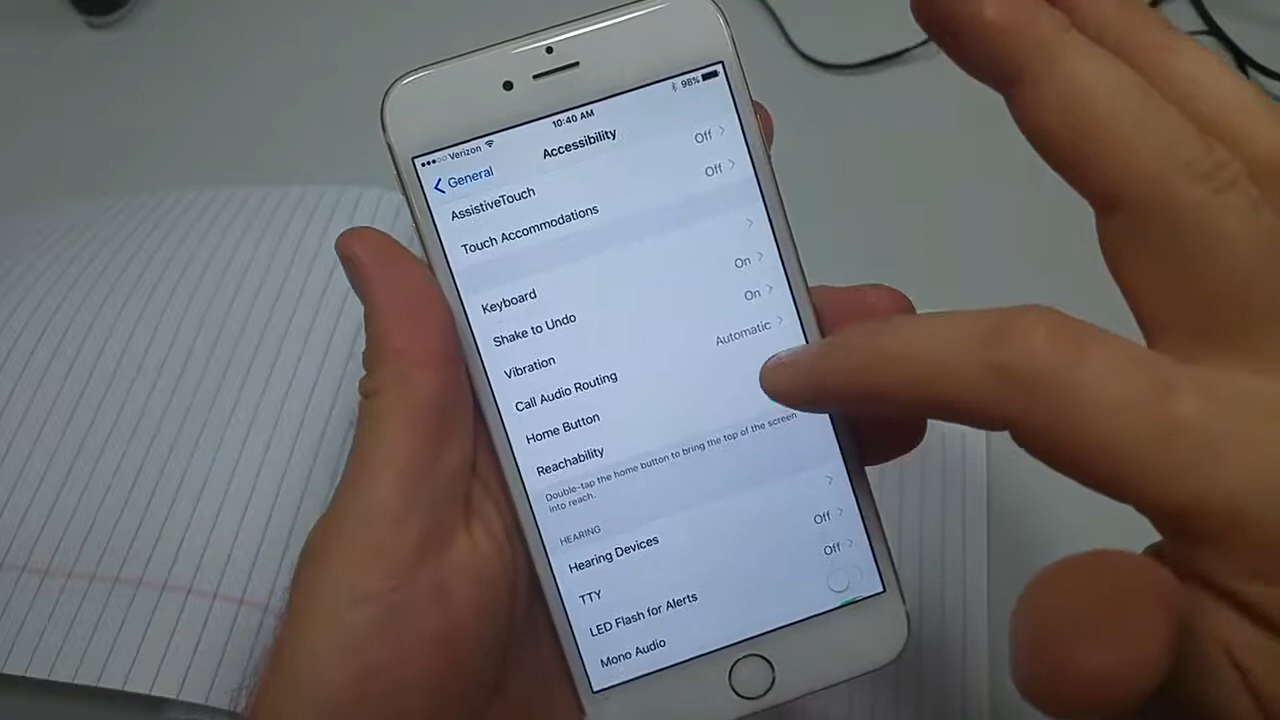 ●●●○○ Verizon 10:40 AM 98%
General Accessibility
AssistiveTouch Off
Touch Accommodations Off
Keyboard
Shake to Undo On
Vibration On
Call Audio Routing Automatic
Home Button
Reachability
Double-tap the home button to bring the top of the screen
into reach.
HEARING
Hearing Devices
TTY Off
LED Flash for Alerts Off
Mono Audio